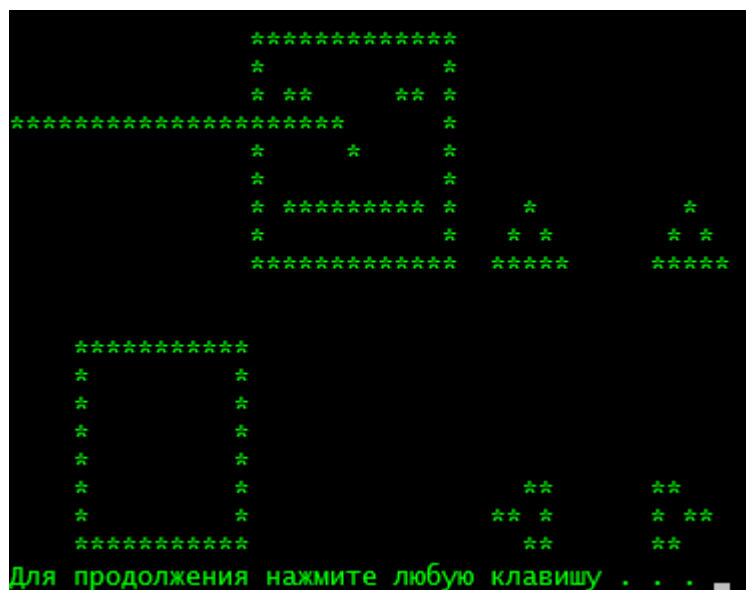 Для продолжения нажмите любую клавишу . . .